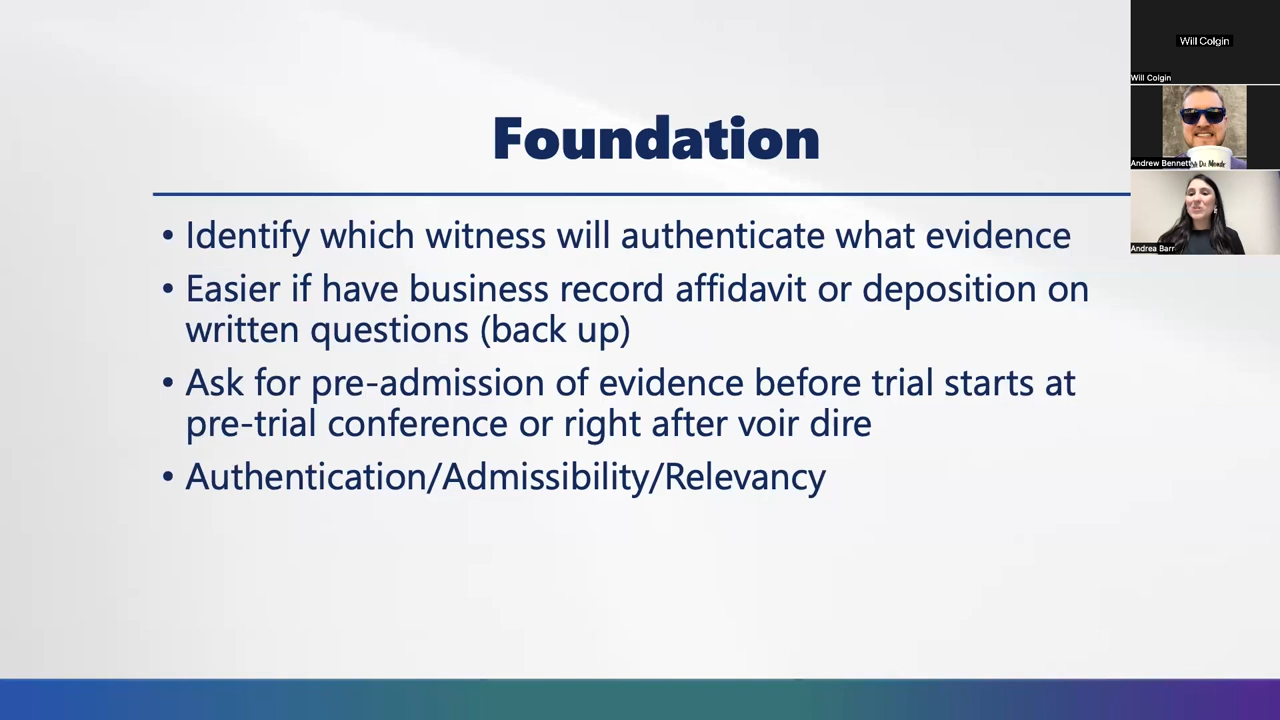 Foundation
• Identify which witness will authenticate what evidence
• Easier if have business record affidavit or deposition on
written questions (back up)
• Ask for pre-admission of evidence before trial starts at
pre-trial conference or right after voir dire
• Authentication/Admissibility/Relevancy
Will Colgin
Will Colgin
Andrew Bennett
Du Monde
Andrea Barr